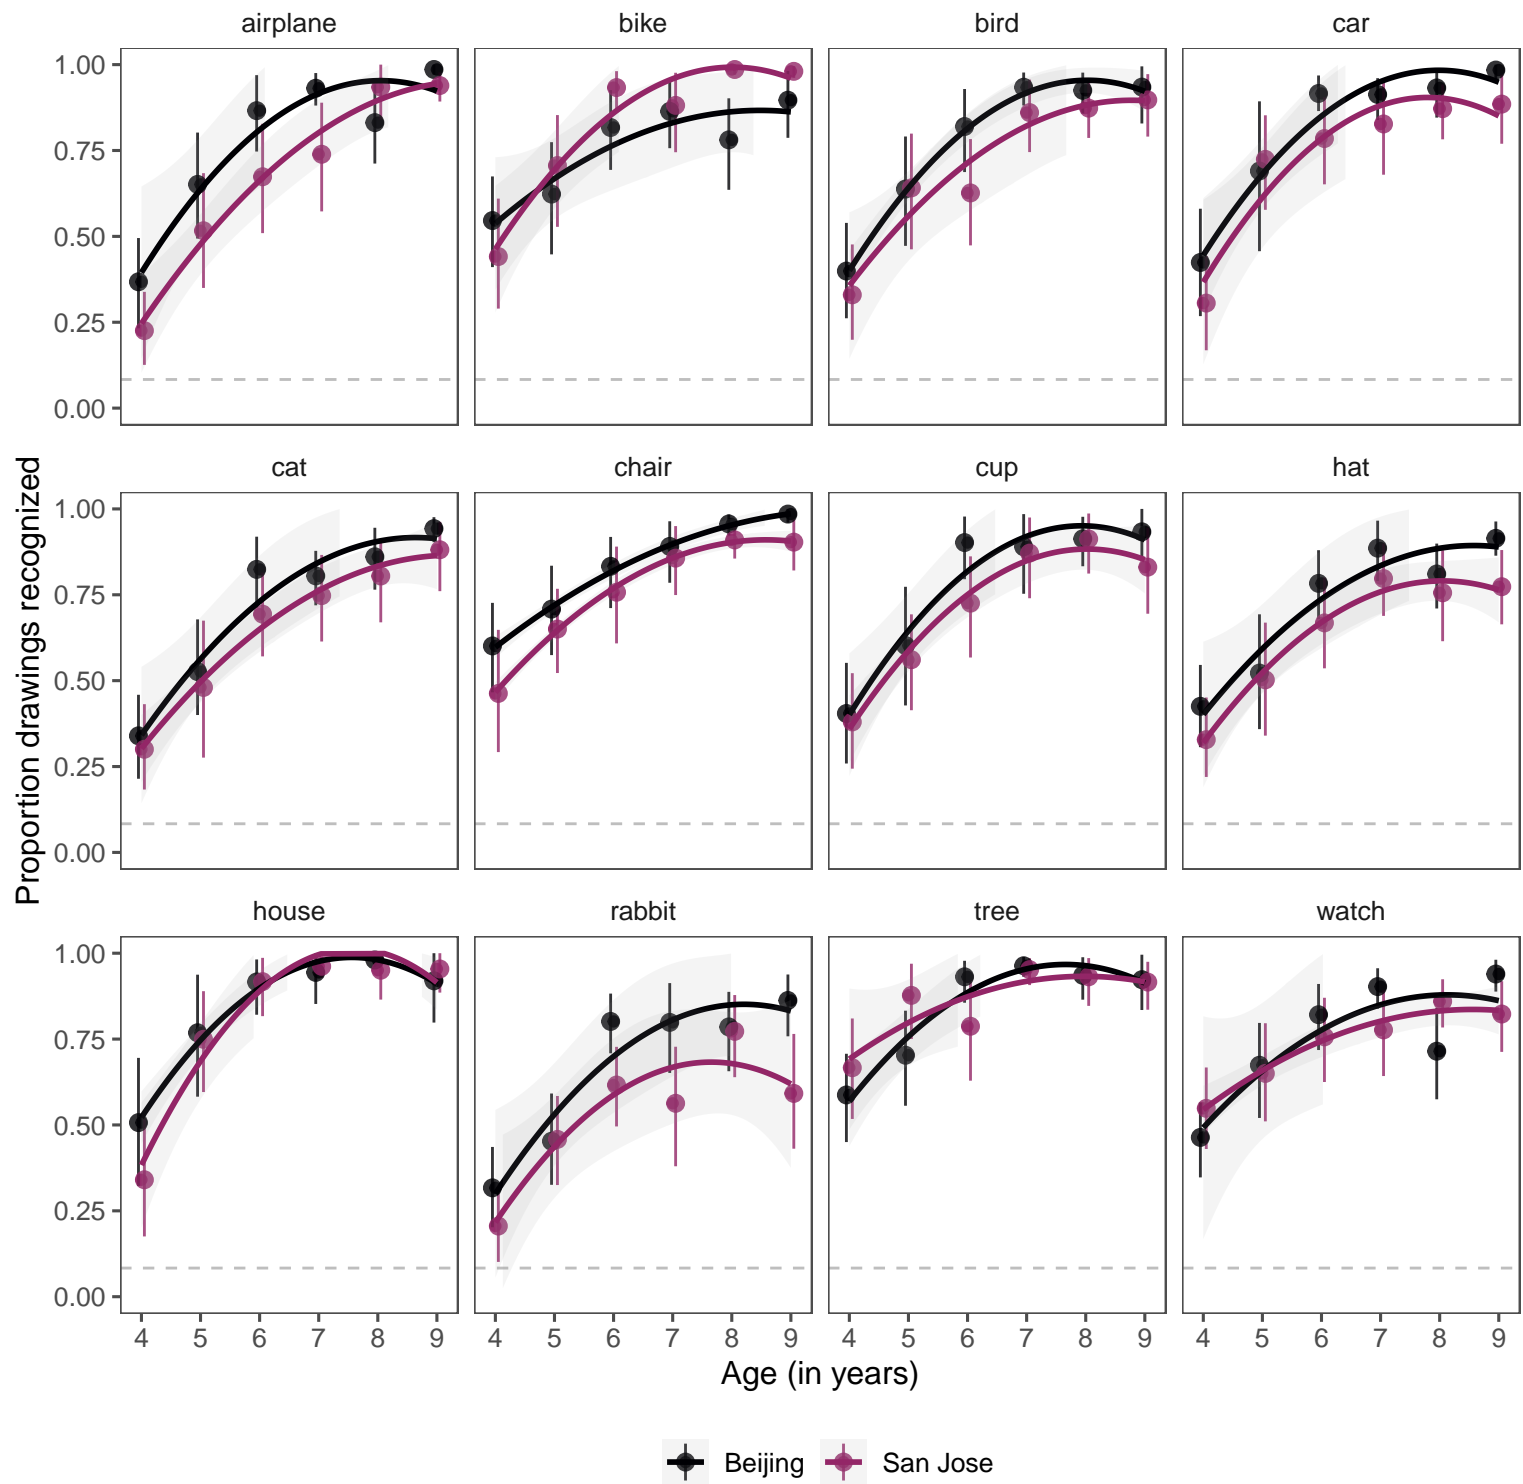 airplane bike bird car
1.00
0.75
0.50
0.25
0.00
cat chair cup hat
Proportion drawings recognized
1.00
0.75
0.50
0.25
0.00
house rabbit tree watch
1.00
0.75
0.50
0.25
0.00
4 5 6 7 8 9 4 5 6 7 8 9 4 5 6 7 8 9 4 5 6 7 8 9
Age (in years)
Beijing San Jose